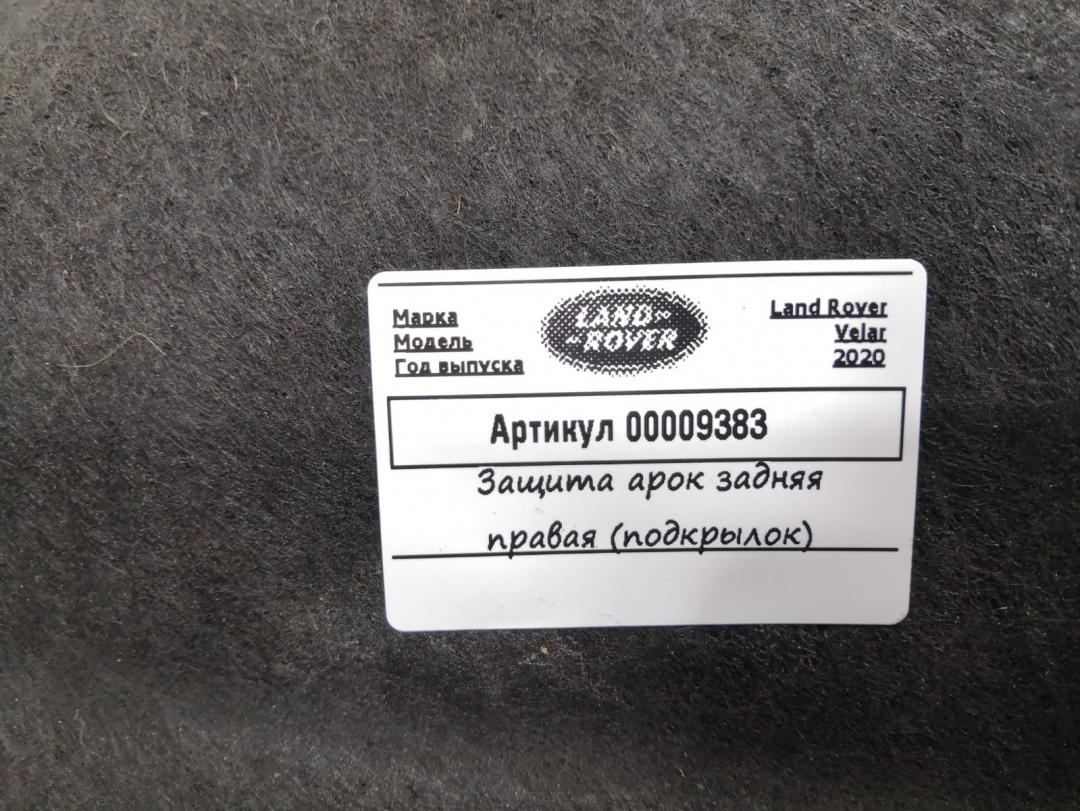 Марка
Модель
Год выпуска
LAND-
-ROVER
Land Rover
Velar
2020
Артикул 00009383
Защита арок задняя
правая (подкрылок)